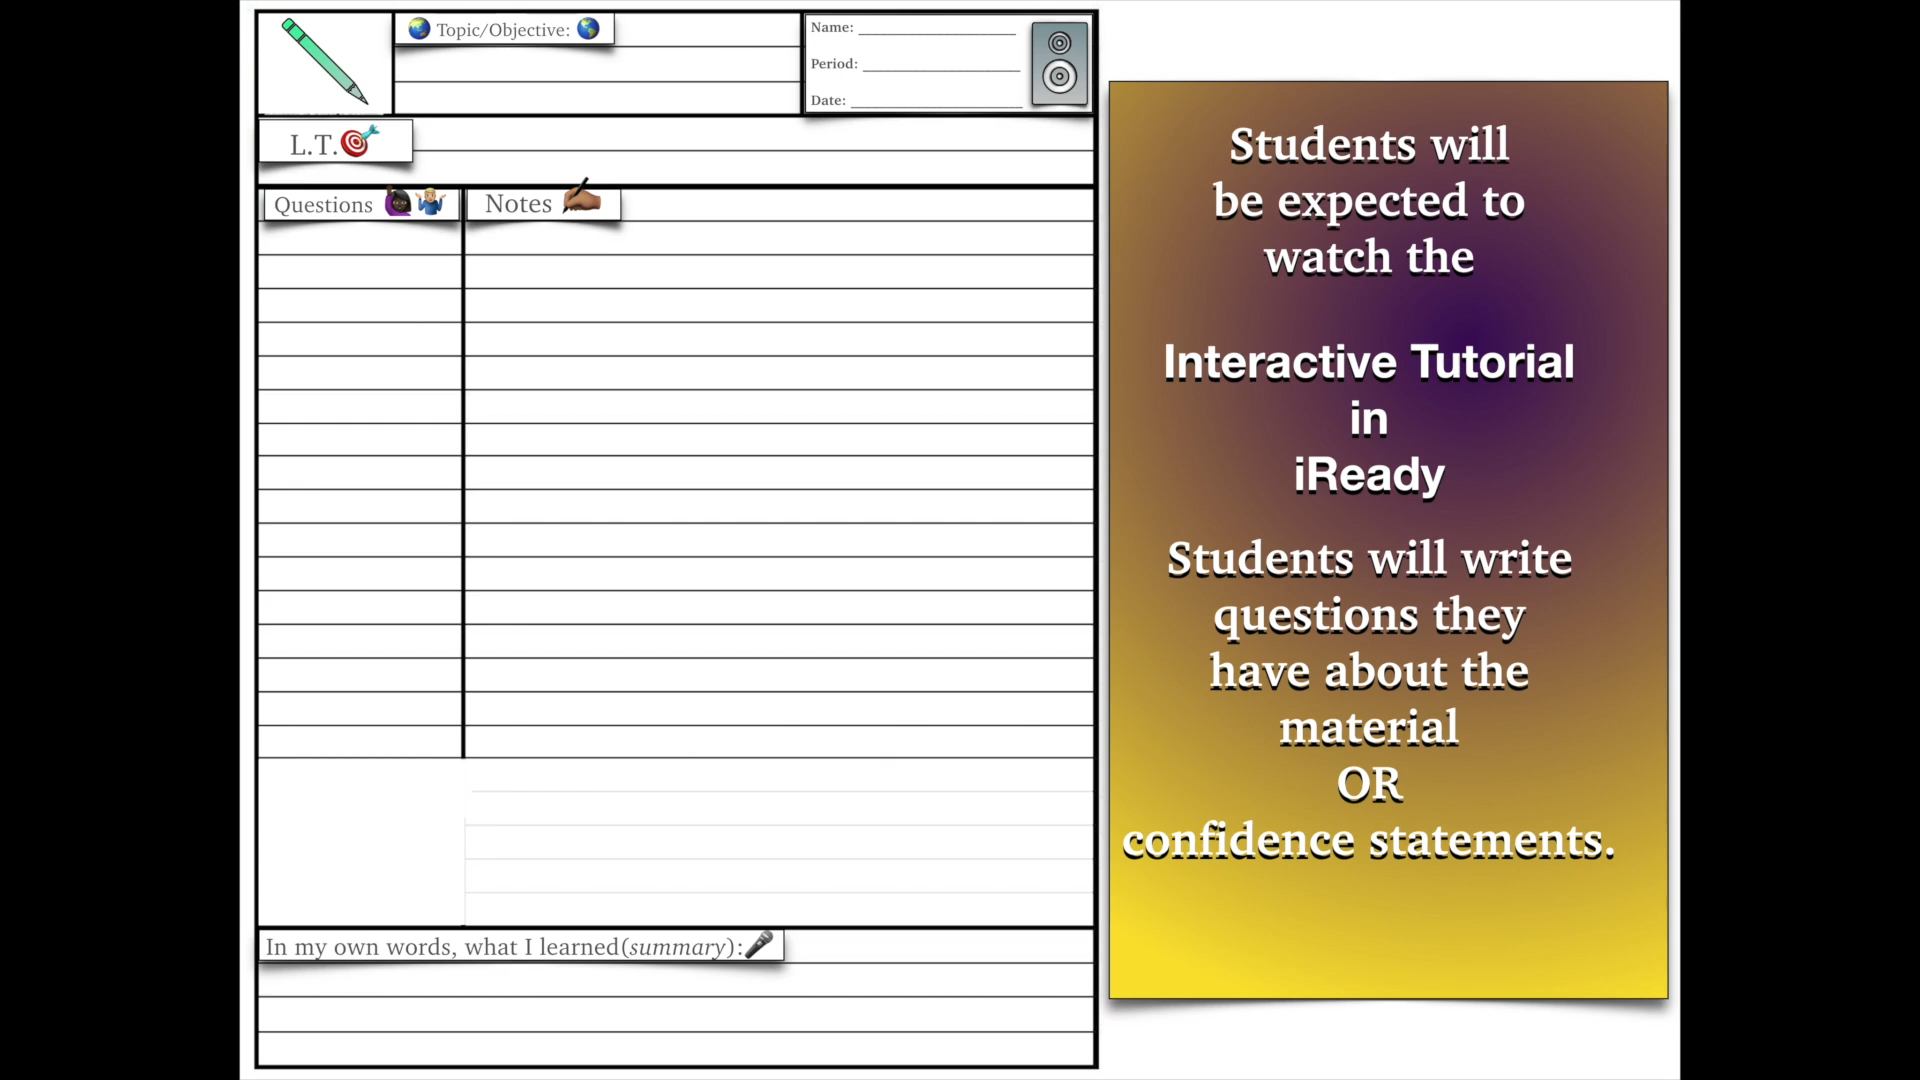 Topic/Objective:
Name:
Period:
Date:
L.T.
Questions
Notes
In my own words, what I learned(summary):
Students will
be expected to
watch the
Interactive Tutorial
in
iReady
Students will write
questions they
have about the
material
OR
confidence statements.